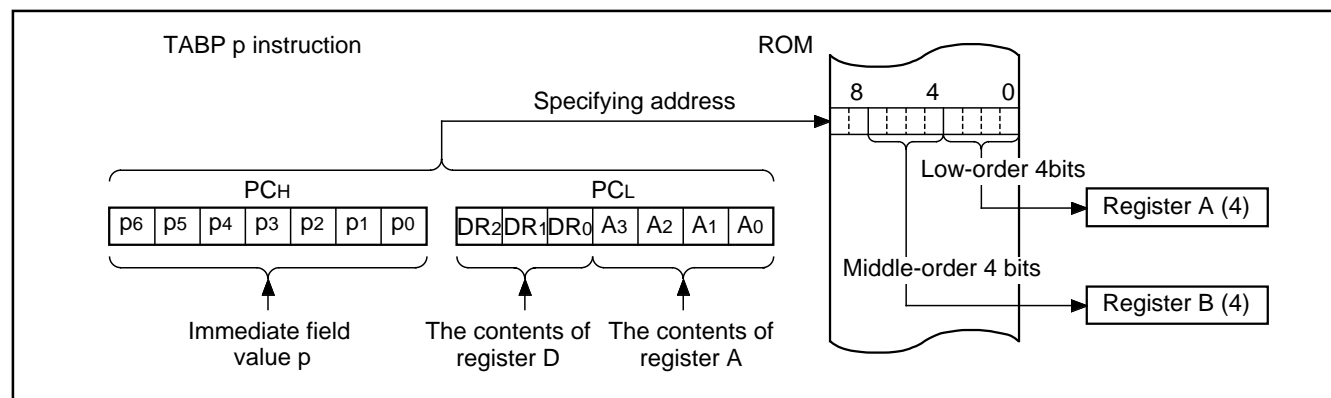 TABP p instruction
ROM
8 4 0
Specifying address
Low-order 4bits
PCH PCL
p6 p5 p4 p3 p2 p1 p0 DR2 DR1 DR0 A3 A2 A1 A0
Register A (4)
Middle-order 4 bits
Register B (4)
Immediate field
value p
The contents of
register D
The contents of
register A